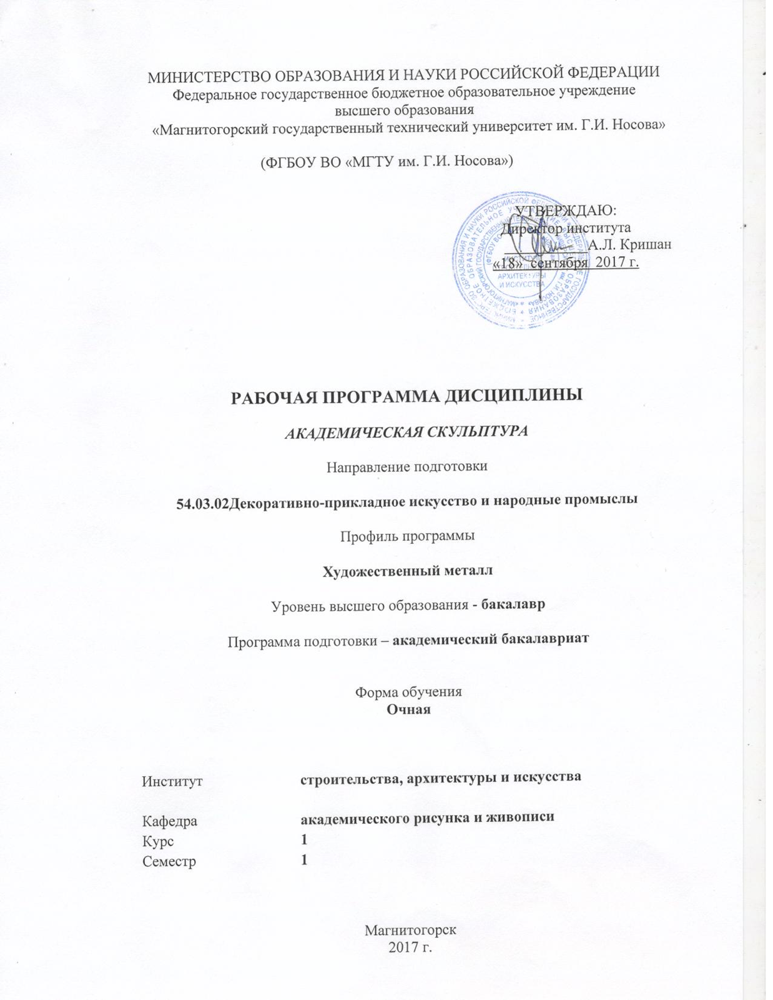 МИНИСТЕРСТВО ОБРАЗОВАНИЯ И НАУКИ РОССИЙСКОЙ ФЕДЕРАЦИИ
Федеральное государственное бюджетное образовательное учреждение
высшего образования
«Магнитогорский государственный технический университет им. Г.И. Носова»
(ФГБОУ ВО «МГТУ им. Г.И. Носова»)
УТВЕРЖДАЮ:
Директор института
А.Л. Кришан
«18» сентября 2017 г.
АРХИТЕКТУРЫ
И ИСКУССТВА
РАБОЧАЯ ПРОГРАММА ДИСЦИПЛИНЫ
АКАДЕМИЧЕСКАЯ СКУЛЬПТУРА
Направление подготовки
54.03.02Декоративно-прикладное искусство и народные промыслы
Профиль программы
Художественный металл
Уровень высшего образования - бакалавр
Программа подготовки – академический бакалавриат
Форма обучения
Очная
Институт строительства, архитектуры и искусства
Кафедра академического рисунка и живописи
Курс 1
Семестр 1
Магнитогорск
2017 г.